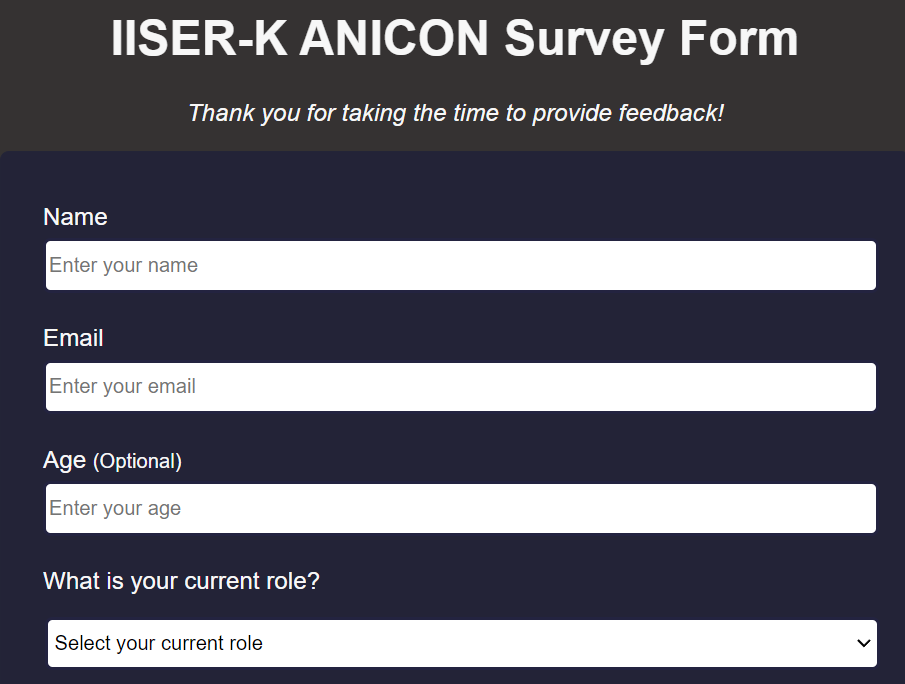 IISER-K ANICON Survey Form
Thank you for taking the time to provide feedback!
Name
Enter your name
Email
Enter your email
Age (Optional)
Enter your age
What is your current role?
Select your current role